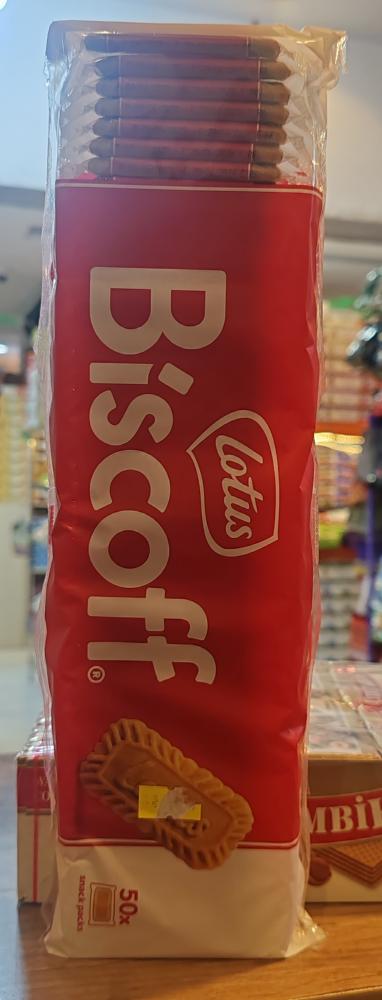 lotus
Biscoff®
50x
snack packs
MBİ